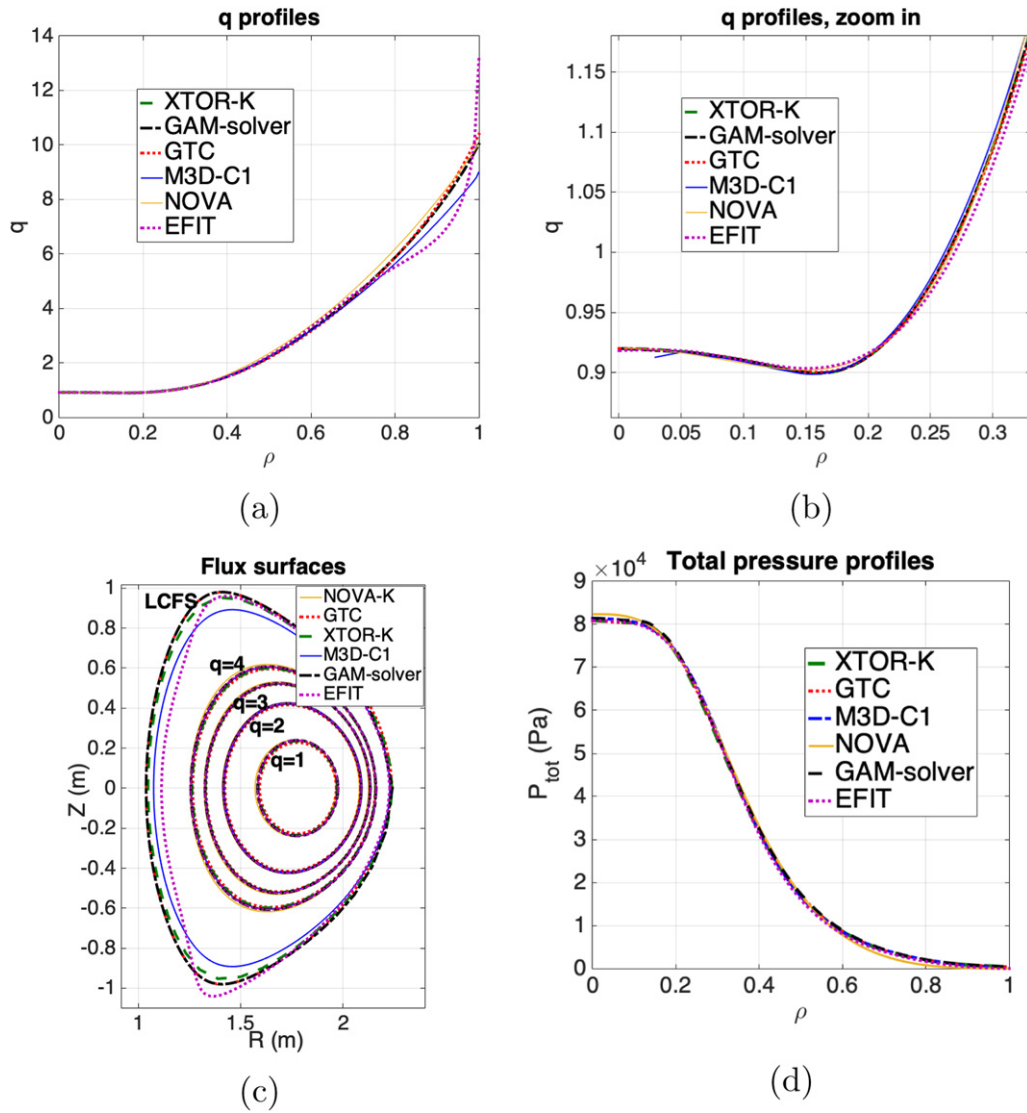 q profiles
14
12
10
8
6
4
2
0
q
XTOR-K
GAM-solver
GTC
M3D-C1
NOVA
EFIT
0 0.2 0.4 0.6 0.8 1
ρ
(a)
q profiles, zoom in
1.15
1.1
1.05
1
0.95
0.9
q
XTOR-K
GAM-solver
GTC
M3D-C1
NOVA
EFIT
0 0.05 0.1 0.15 0.2 0.25 0.3
ρ
(b)
Flux surfaces
1
0.8
0.6
0.4
0.2
0
-0.2
-0.4
-0.6
-0.8
-1
Z (m)
LCFS
q=4
q=3
q=2
q=1
NOVA-K
GTC
XTOR-K
M3D-C1
GAM-solver
EFIT
1 1.5 2
R (m)
(c)
Total pressure profiles
×10⁴
9
8
7
6
5
4
3
2
1
0
P_tot (Pa)
XTOR-K
GTC
M3D-C1
NOVA
GAM-solver
EFIT
0 0.2 0.4 0.6 0.8 1
ρ
(d)